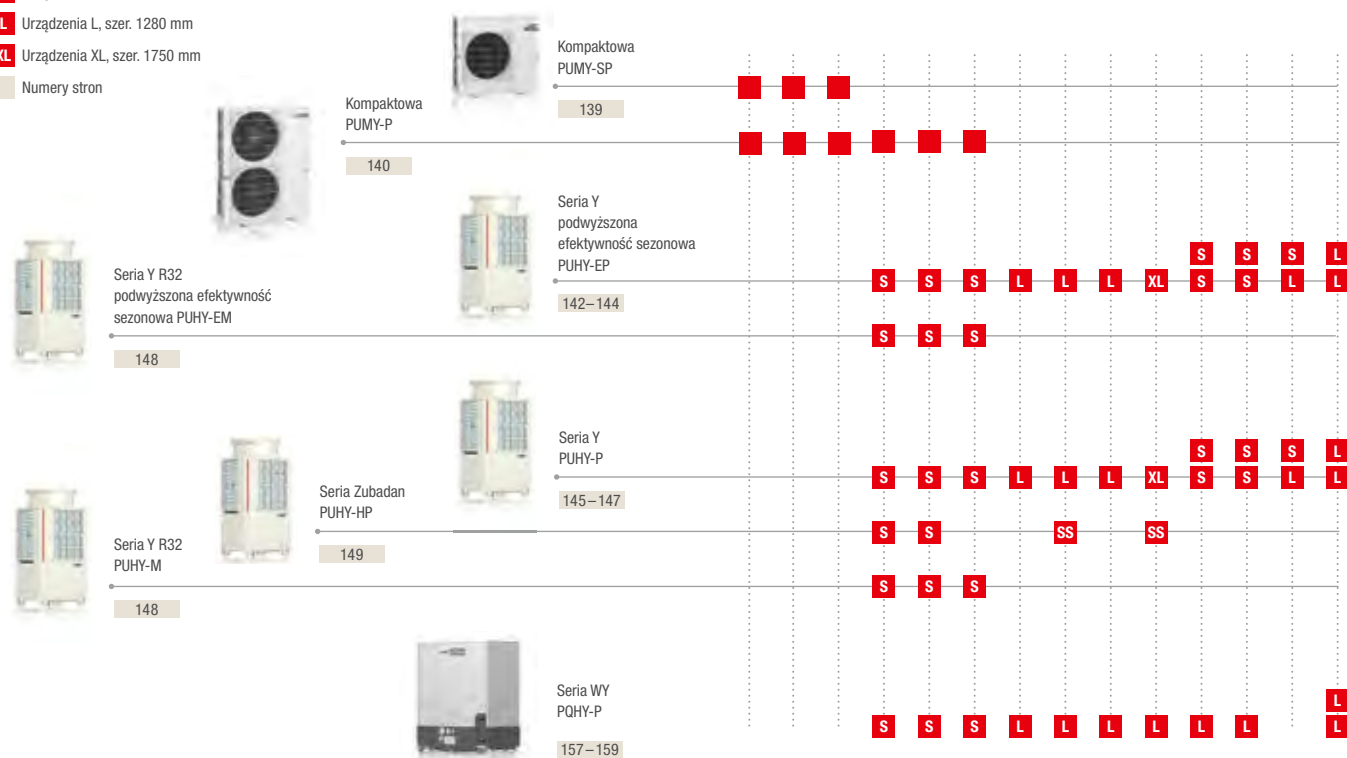 L Urządzenia L, szer. 1280 mm
XL Urządzenia XL, szer. 1750 mm
Numery stron
Kompaktowa
PUMY-SP
139
Kompaktowa
PUMY-P
140
Seria Y
podwyższona
efektywność sezonowa
PUHY-EP
142–144
S S S L
S S S L L L XL S S L L
Seria Y R32
podwyższona efektywność
sezonowa PUHY-EM
148
S S S
Seria Y
PUHY-P
145–147
S S S L
S S S L L L XL S S L L
Seria Zubadan
PUHY-HP
149
S S SS SS
Seria Y R32
PUHY-M
148
S S S
Seria WY
PQHY-P
157–159
L
S S S L L L L L L L